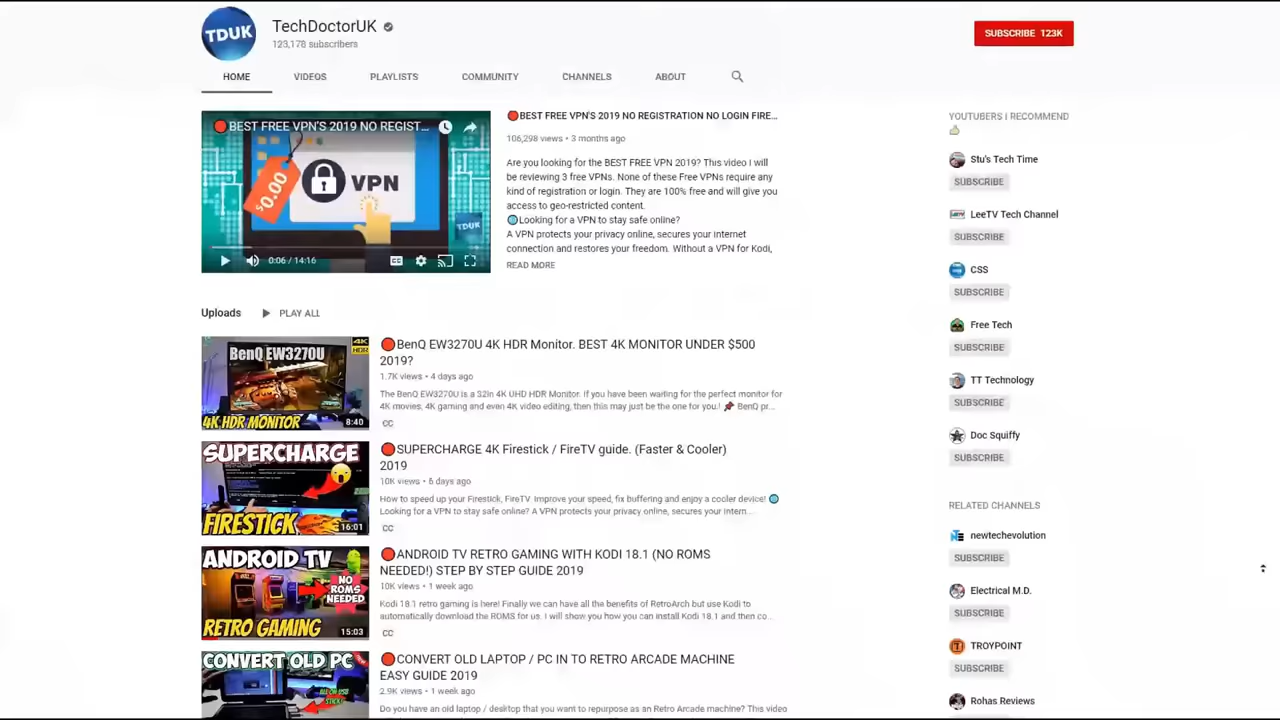 TDUK
TechDoctorUK
123,178 subscribers
SUBSCRIBE 123K
HOME
VIDEOS
PLAYLISTS
COMMUNITY
CHANNELS
ABOUT
BEST FREE VPN'S 2019 NO REGIST...
$0.00
VPN
TDUK
0:06 / 14:16
CC
BEST FREE VPN'S 2019 NO REGISTRATION NO LOGIN FIRE...
106,298 views • 3 months ago
Are you looking for the BEST FREE VPN 2019? This video I will
be reviewing 3 free VPNs. None of these Free VPNs require any
kind of registration or login. They are 100% free and will give you
access to geo-restricted content.
Looking for a VPN to stay safe online?
A VPN protects your privacy online, secures your internet
connection and restores your freedom. Without a VPN for Kodi,
READ MORE
Uploads
PLAY ALL
BenQ EW3270U
4K
HDR
4K HDR MONITOR
8:40
BenQ EW3270U 4K HDR Monitor. BEST 4K MONITOR UNDER $500
2019?
1.7K views • 4 days ago
The BenQ EW3270U is a 32in 4K UHD HDR Monitor. If you have been waiting for the perfect monitor for
4K movies, 4K gaming and even 4K video editing, then this may just be the one for you! BenQ pr...
CC
SUPERCHARGE
FIRESTICK
16:01
SUPERCHARGE 4K Firestick / FireTV guide. (Faster & Cooler)
2019
10K views • 6 days ago
How to speed up your Firestick, FireTV Improve your speed, fix buffering and enjoy a cooler device!
Looking for a VPN to stay safe online? A VPN protects your privacy online, secures your intern...
CC
ANDROID TV
NO
ROMS
NEEDED!
RETRO GAMING
15:03
ANDROID TV RETRO GAMING WITH KODI 18.1 (NO ROMS
NEEDED!) STEP BY STEP GUIDE 2019
10K views • 1 week ago
Kodi 18.1 retro gaming is here! Finally we can have all the benefits of RetroArch but use Kodi to
automatically download the ROMS for us. I will show you how you can install Kodi 18.1 and then co...
CC
CONVERT OLD PC
ALL ON USB
STICK!
CONVERT OLD LAPTOP / PC IN TO RETRO ARCADE MACHINE
EASY GUIDE 2019
2.9K views • 1 week ago
Do you have an old laptop / desktop that you want to repurpose as an Retro Arcade machine? This video
YOUTUBERS I RECOMMEND
Stu's Tech Time
SUBSCRIBE
LeeTV Tech Channel
SUBSCRIBE
CSS
SUBSCRIBE
Free Tech
SUBSCRIBE
TT Technology
SUBSCRIBE
Doc Squiffy
SUBSCRIBE
RELATED CHANNELS
newtechevolution
SUBSCRIBE
Electrical M.D.
SUBSCRIBE
TROYPOINT
SUBSCRIBE
Rohas Reviews